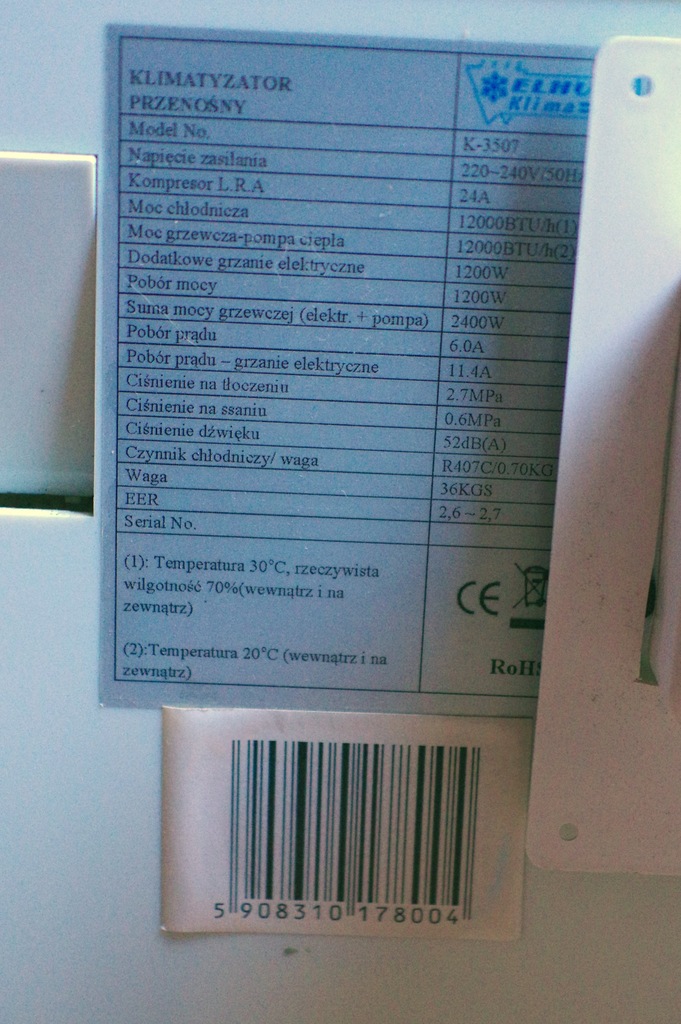 KLIMATYZATOR
PRZENOŚNY
Klima
Model No. K-3507
Napięcie zasilania 220~240V/50Hz
Kompresor L.R.A 24A
Moc chłodnicza 12000BTU/h(1)
Moc grzewcza-pompa ciepła 12000BTU/h(2)
Dodatkowe grzanie elektryczne 1200W
Pobór mocy 1200W
Suma mocy grzewczej (elektr. + pompa) 2400W
Pobór prądu 6.0A
Pobór prądu – grzanie elektryczne 11.4A
Ciśnienie na tłoczeniu 2.7MPa
Ciśnienie na ssaniu 0.6MPa
Ciśnienie dźwięku 52dB(A)
Czynnik chłodniczy/ waga R407C/0.70KG
Waga 36KGS
EER 2,6 ~ 2,7
Serial No.
(1): Temperatura 30°C, rzeczywista
wilgotność 70%(wewnątrz i na
zewnątrz)
(2):Temperatura 20°C (wewnątrz i na
zewnątrz)
CE
RoHS
5 908310 178004